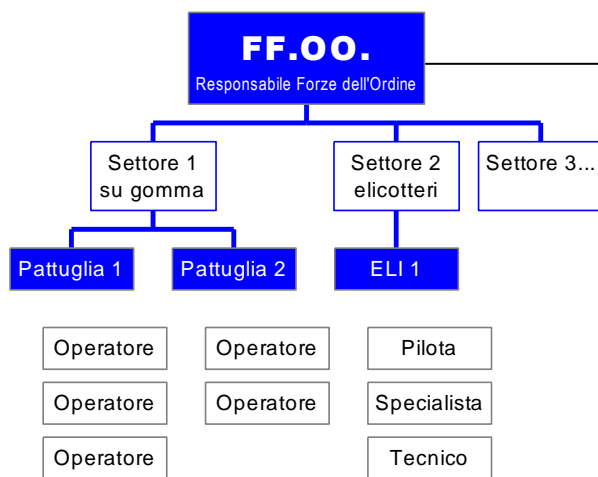 FF.OO.
Responsabile Forze dell'Ordine
Settore 1
su gomma
Settore 2
elicotteri
Settore 3...
Pattuglia 1
Pattuglia 2
ELI 1
Operatore
Operatore
Pilota
Operatore
Operatore
Specialista
Operatore
Tecnico